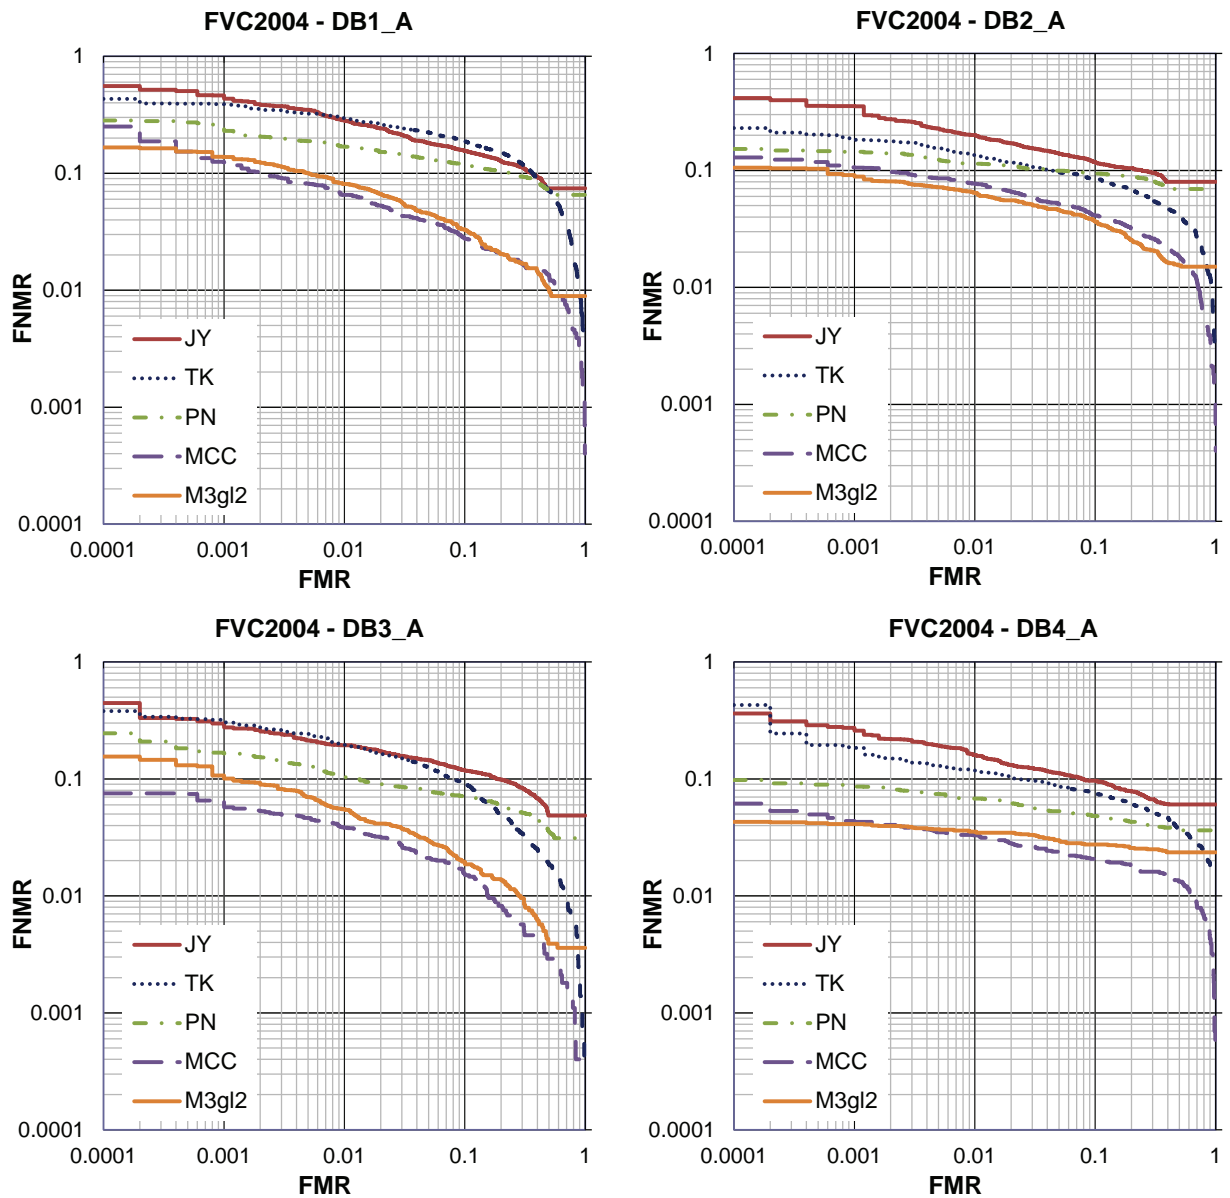 FVC2004 - DB1_A
1
0.1
0.01
0.001
0.0001
FNMR
JY
TK
PN
MCC
M3gl2
0.0001 0.001 0.01 0.1 1
FMR
FVC2004 - DB2_A
1
0.1
0.01
0.001
0.0001
FNMR
JY
TK
PN
MCC
M3gl2
0.0001 0.001 0.01 0.1 1
FMR
FVC2004 - DB3_A
1
0.1
0.01
0.001
0.0001
FNMR
JY
TK
PN
MCC
M3gl2
0.0001 0.001 0.01 0.1 1
FMR
FVC2004 - DB4_A
1
0.1
0.01
0.001
0.0001
FNMR
JY
TK
PN
MCC
M3gl2
0.0001 0.001 0.01 0.1 1
FMR